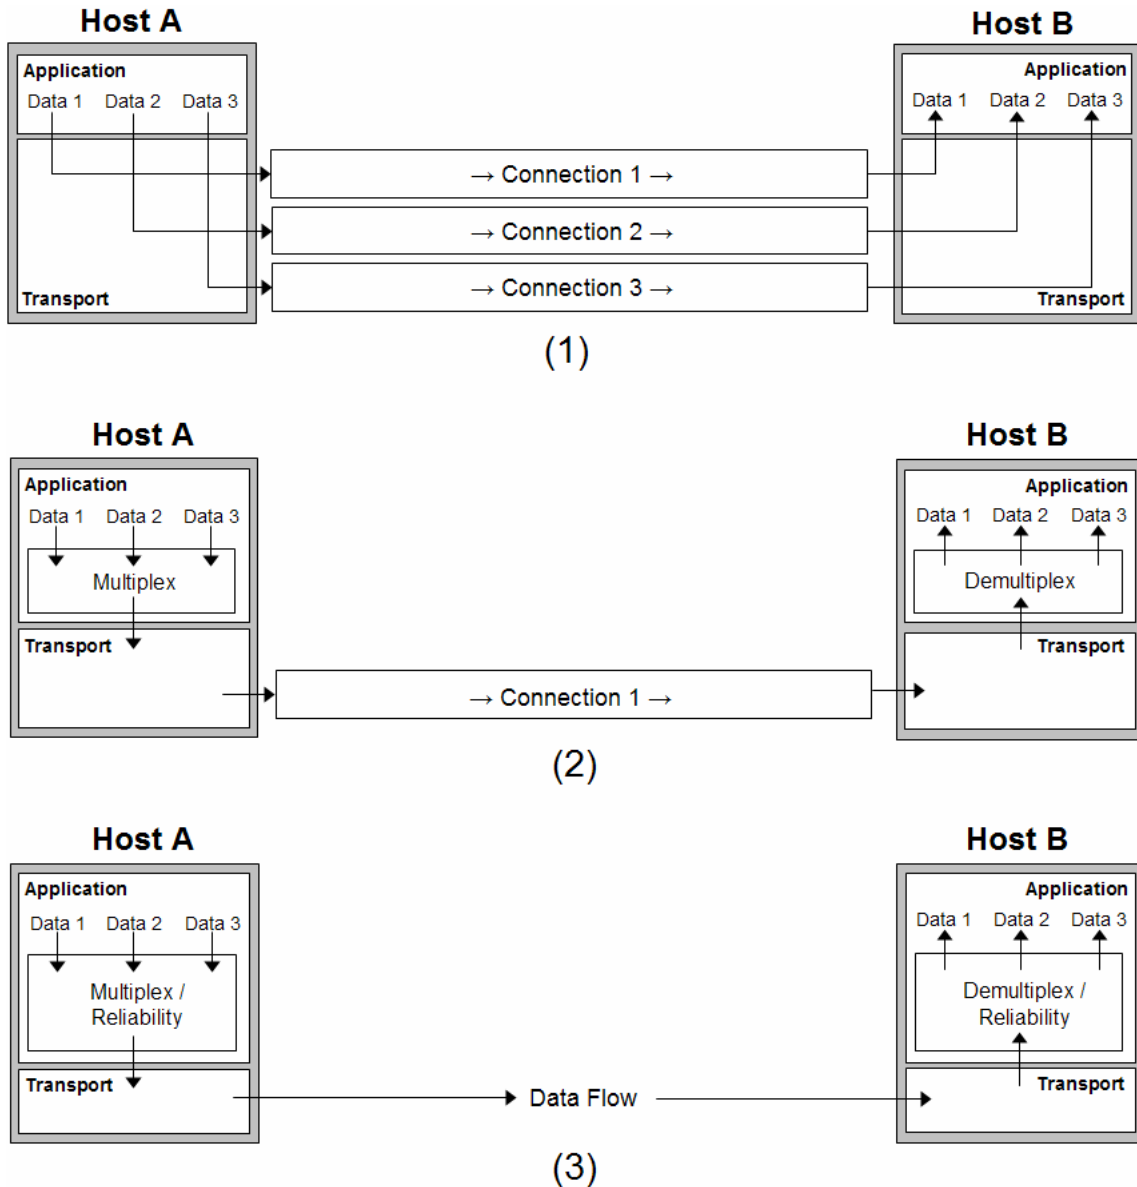 Host A
Host B
Application
Application
Data 1 Data 2 Data 3
Data 1 Data 2 Data 3
→ Connection 1 →
→ Connection 2 →
→ Connection 3 →
Transport
Transport
(1)
Host A
Host B
Application
Application
Data 1 Data 2 Data 3
Data 1 Data 2 Data 3
Multiplex
Demultiplex
Transport
Transport
→ Connection 1 →
(2)
Host A
Host B
Application
Application
Data 1 Data 2 Data 3
Data 1 Data 2 Data 3
Multiplex /
Reliability
Demultiplex /
Reliability
Transport
Transport
Data Flow
(3)